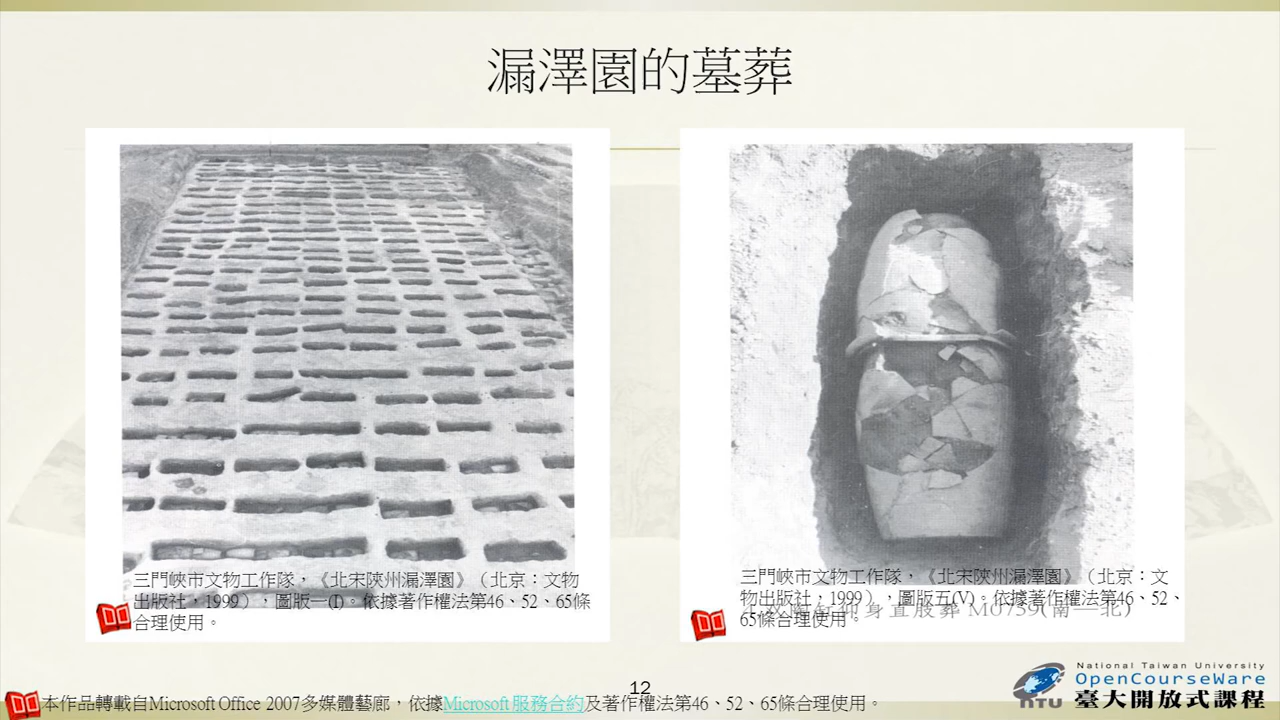 漏澤園的墓葬
三門峽市文物工作隊，《北宋陝州漏澤園》（北京：文物
出版社，1999），圖版一(I)。依據著作權法第46、52、65條
合理使用。
三門峽市文物工作隊，《北宋陝州漏澤園》（北京：文
物出版社，1999），圖版五(V)。依據著作權法第46、52、
65條合理使用。
仰身直肢葬 M0739(南—北)
12
本作品轉載自Microsoft Office 2007多媒體藝廊，依據Microsoft 服務合約及著作權法第46、52、65條合理使用。
National Taiwan University
OpenCourseWare
NTU 臺大開放式課程